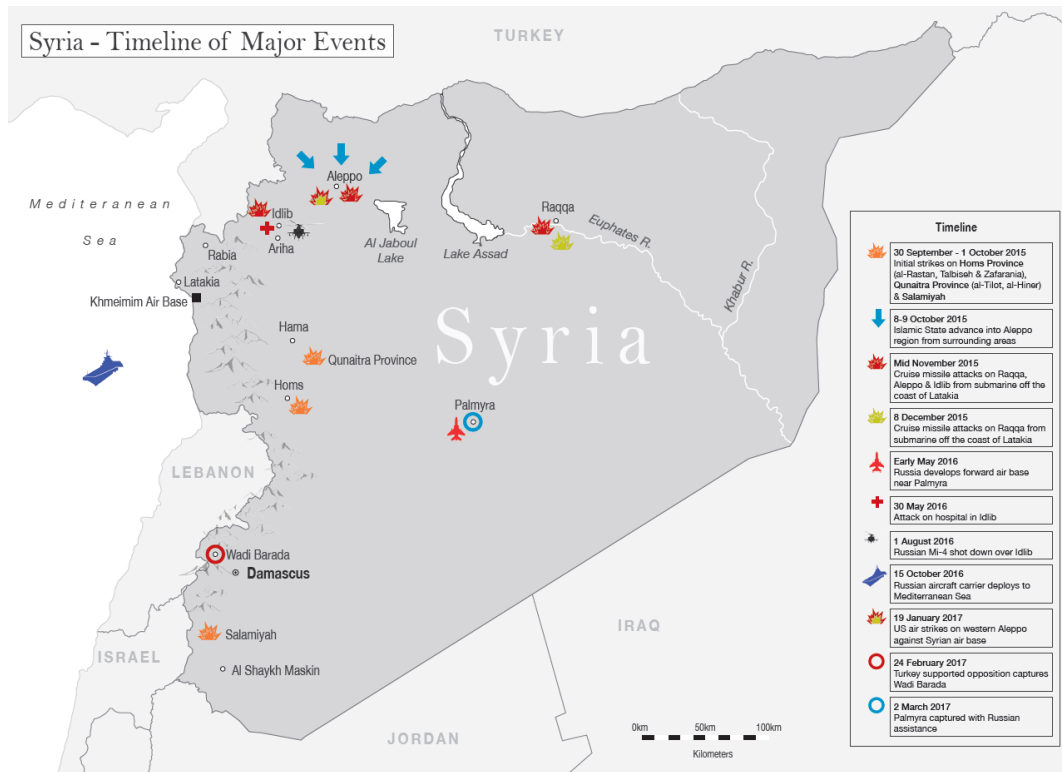 Syria - Timeline of Major Events
TURKEY
Mediteranean
Sea
Aleppo
Idlib
Ariha
Rabia
Latakia
Khmeimim Air Base
Al Jaboul
Lake
Lake Assad
Raqqa
Euphates R.
Khabur R.
Syria
Hama
Qunaitra Province
Homs
Palmyra
LEBANON
Wadi Barada
Damascus
Salamiyah
Al Shaykh Maskin
ISRAEL
JORDAN
IRAQ
0km 50km 100km
Kilometers
Timeline
30 September - 1 October 2015
Initial strikes on Homs Province
(al-Rastan, Talbiseh & Zafarania),
Qunaitra Province (al-Tilot, al-Hiner)
& Salamiyah
8-9 October 2015
Islamic State advance into Aleppo
region from surrounding areas
Mid November 2015
Cruise missile attacks on Raqqa,
Aleppo & Idlib from submarine off the
coast of Latakia
8 December 2015
Cruise missile attacks on Raqqa from
submarine off the coast of Latakia
Early May 2016
Russia develops forward air base
near Palmyra
30 May 2016
Attack on hospital in Idlib
1 August 2016
Russian Mi-4 shot down over Idlib
15 October 2016
Russian aircraft carrier deploys to
Mediterranean Sea
19 January 2017
US air strikes on western Aleppo
against Syrian air base
24 February 2017
Turkey supported opposition captures
Wadi Barada
2 March 2017
Palmyra captured with Russian
assistance